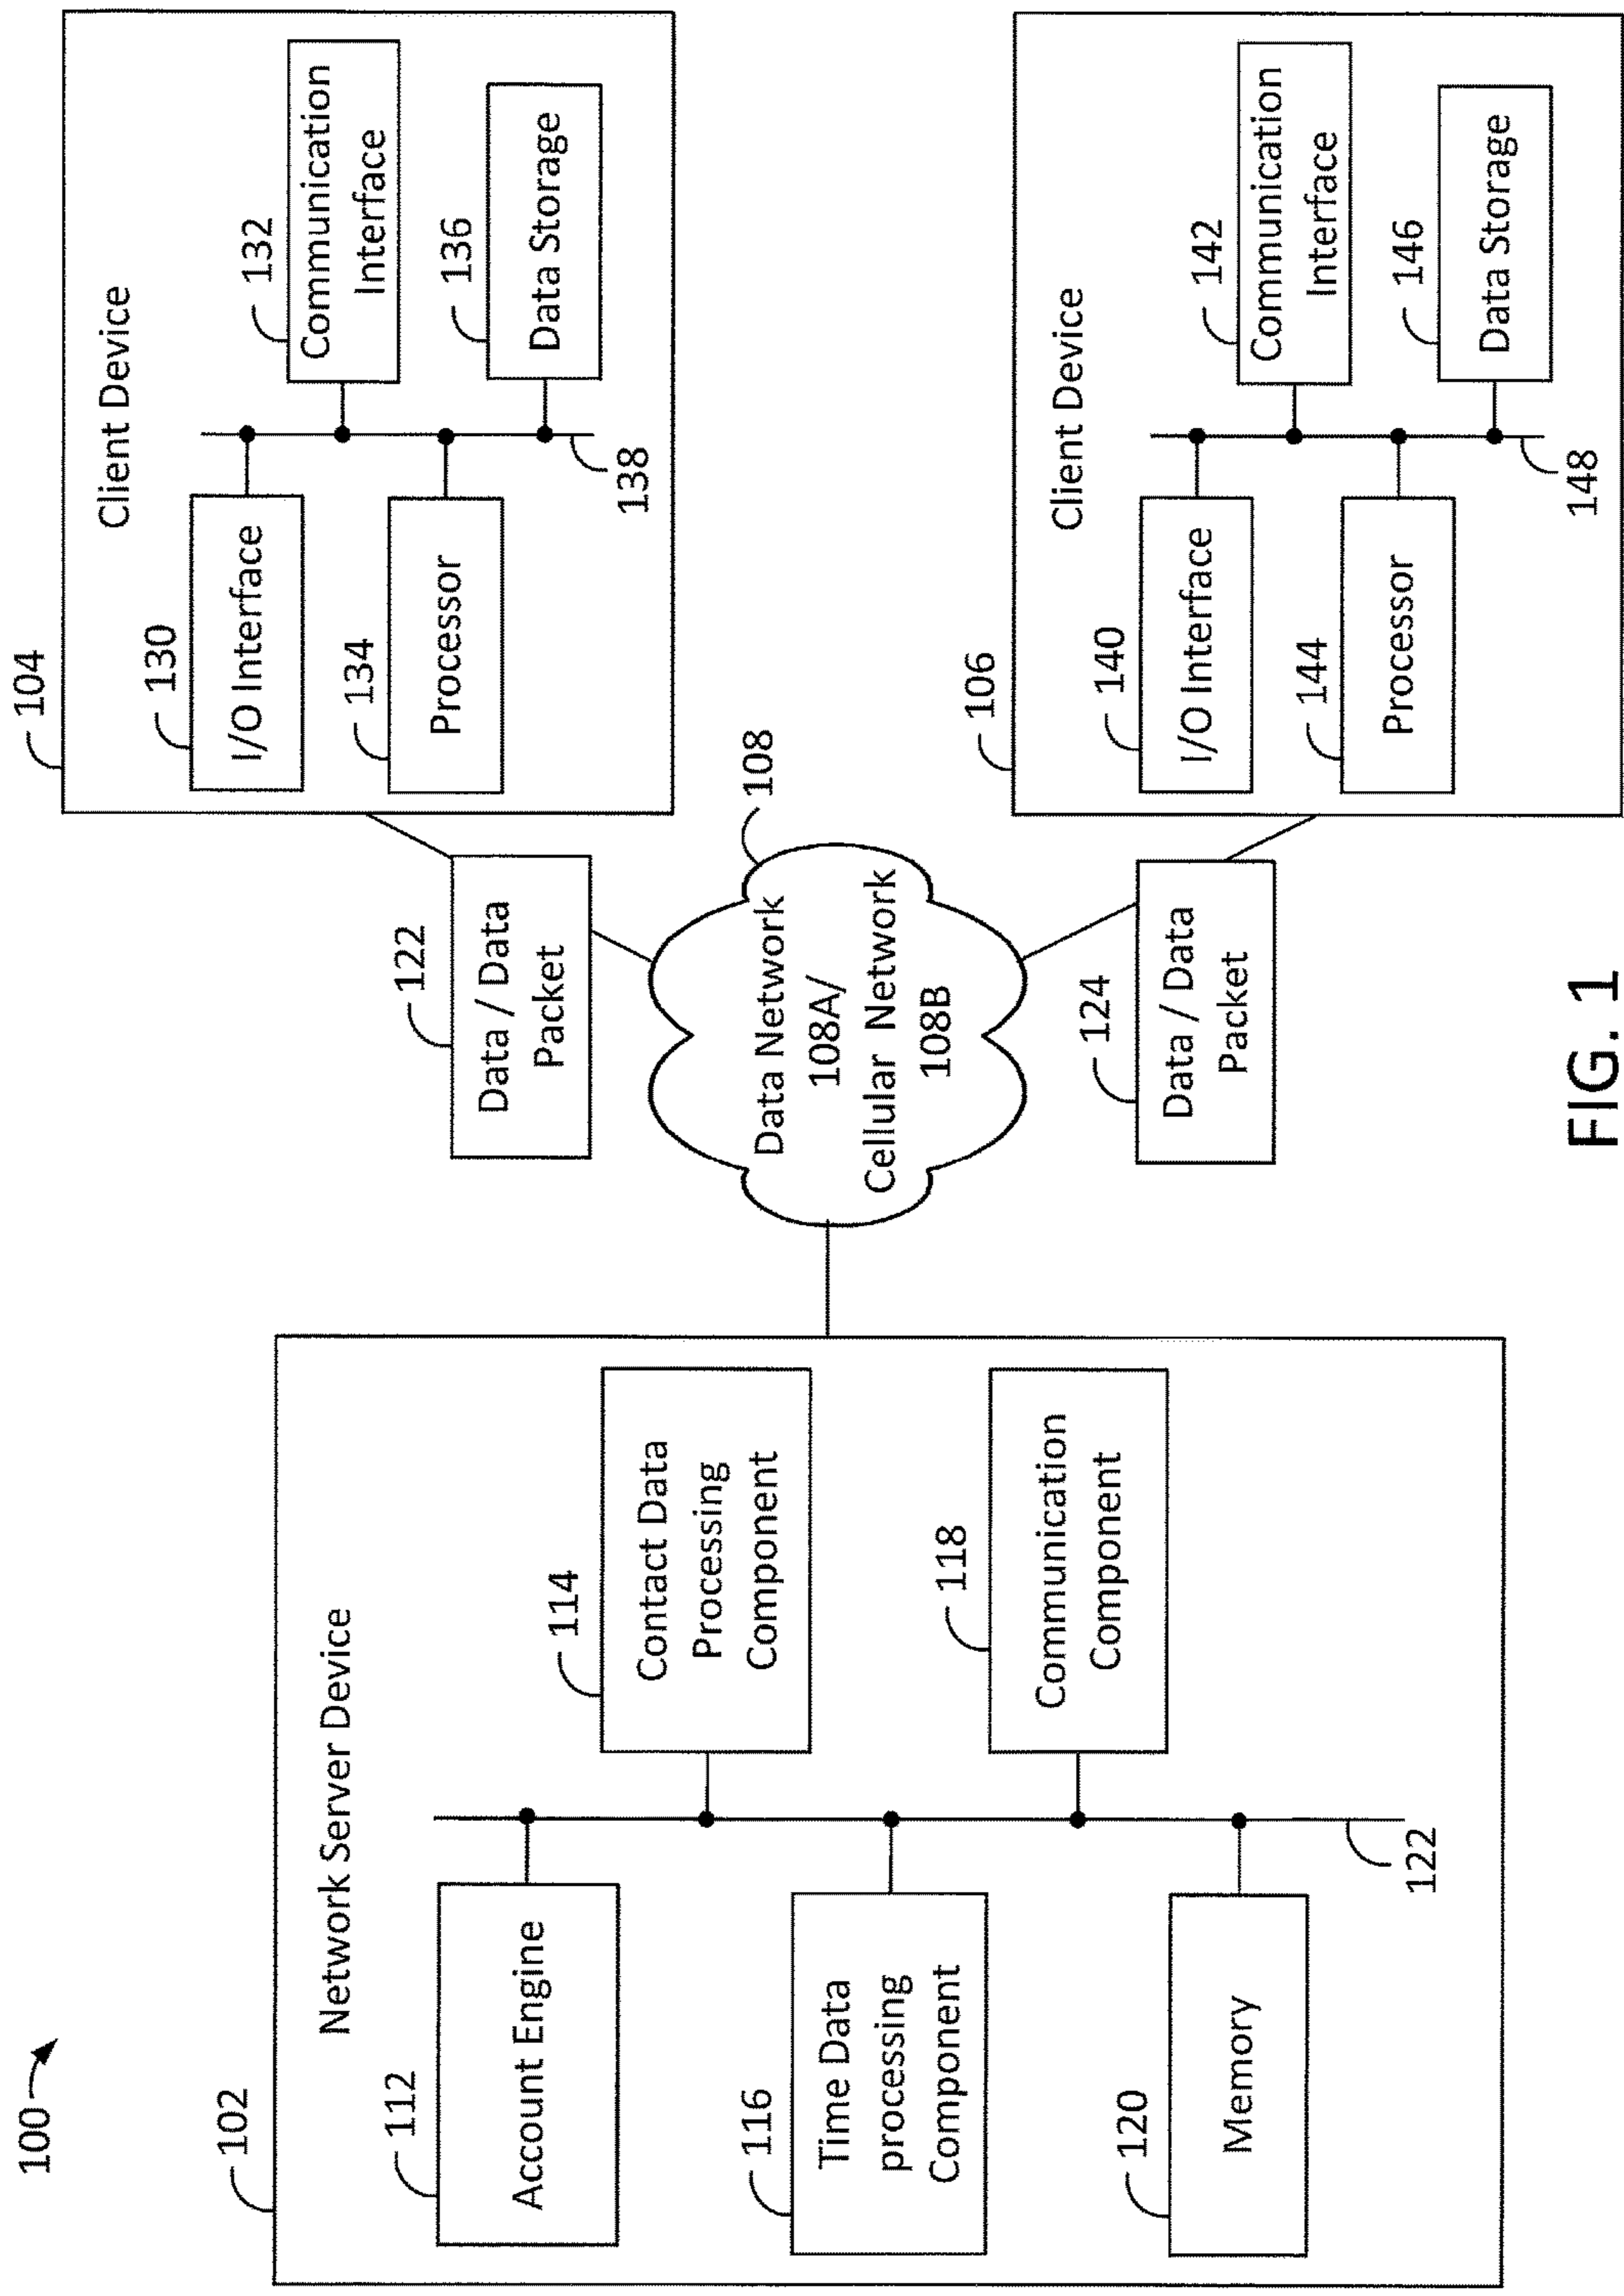 100
102
Network Server Device
112
Account Engine
114
Contact Data
Processing
Component
116
Time Data
processing
Component
118
Communication
Component
120
Memory
122
108
Data Network
108A/
Cellular Network
108B
122
Data / Data
Packet
124
Data / Data
Packet
104
Client Device
130
I/O Interface
132
Communication
Interface
134
Processor
136
Data Storage
138
106
Client Device
140
I/O Interface
142
Communication
Interface
144
Processor
146
Data Storage
148
FIG. 1